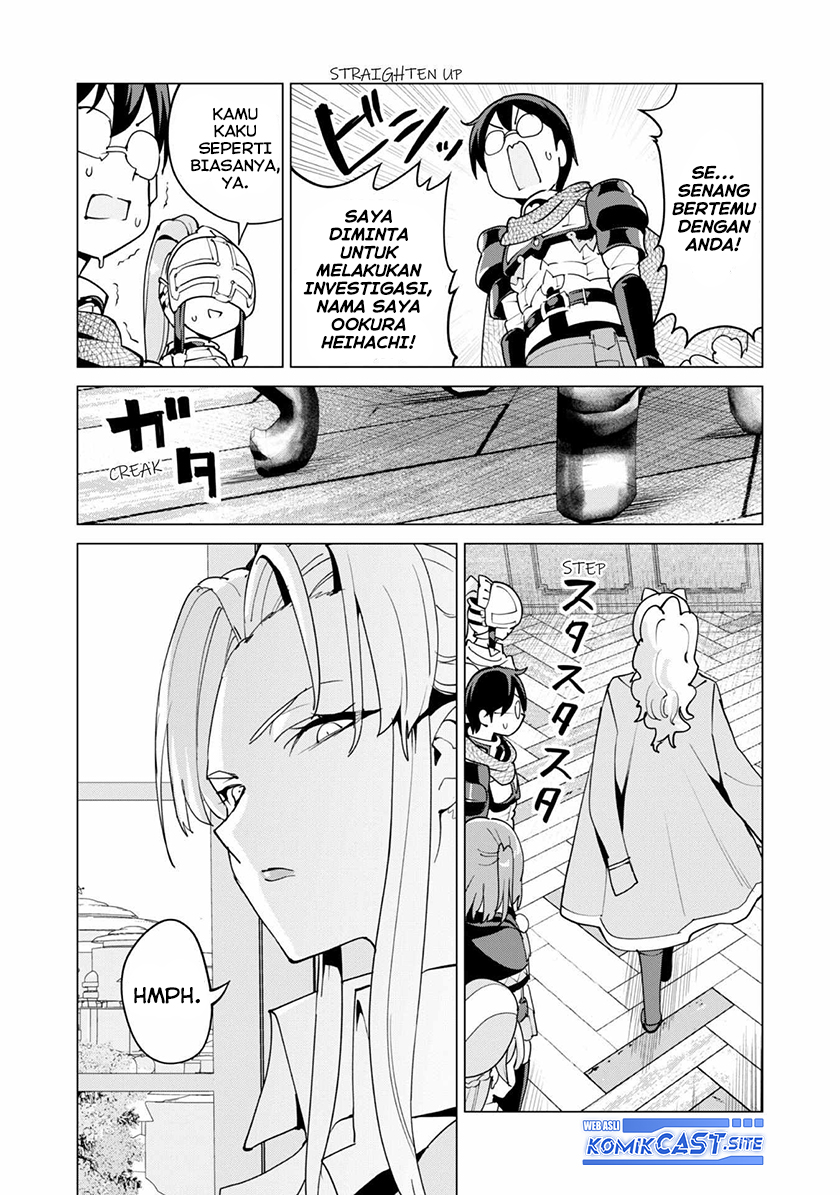 STRAIGHTEN UP
ビシッ
SE...
SENANG
BERTEMU
DENGAN
ANDA!
SAYA
DIMINTA
UNTUK
MELAKUKAN
INVESTIGASI,
NAMA SAYA
OOKURA
HEIHACHI!
KAMU
KAKU
SEPERTI
BIASANYA,
YA.
ガタ
CREAK
STEP
スタスタスタスタ
HMPH.
WEB ASLI
KOMIKCAST.SITE